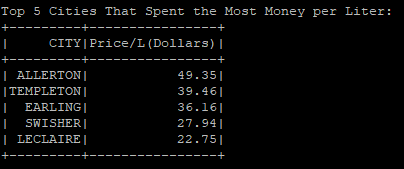 Top 5 Cities That Spent the Most Money per Liter:
+---------+----------------+
|     CITY|Price/L(Dollars)|
+---------+----------------+
| ALLERTON|           49.35|
|TEMPLETON|           39.46|
|  EARLING|           36.16|
|  SWISHER|           27.94|
| LECLAIRE|           22.75|
+---------+----------------+